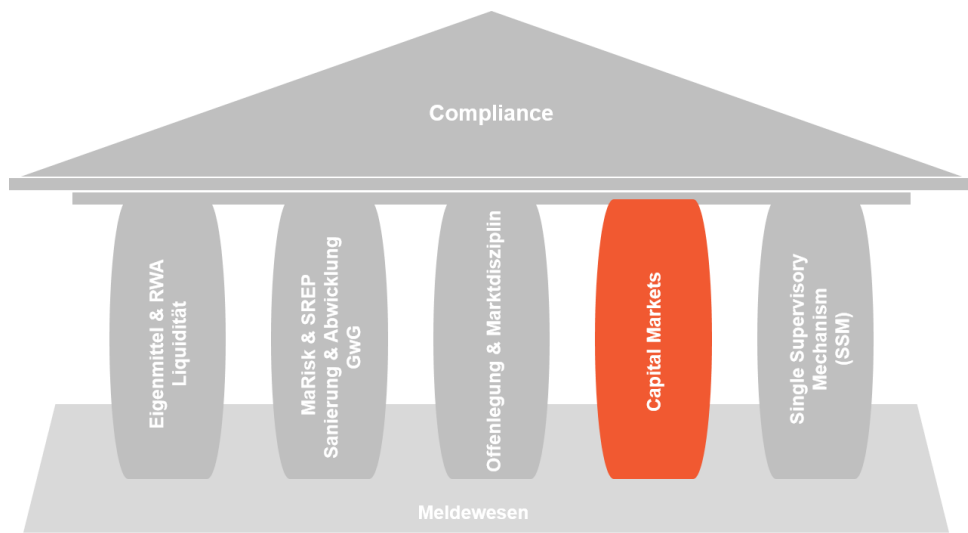 Compliance
Eigenmittel & RWA
Liquidität
MaRisk & SREP
Sanierung & Abwicklung
GwG
Offenlegung & Marktdisziplin
Capital Markets
Single Supervisory
Mechanism
(SSM)
Meldewesen